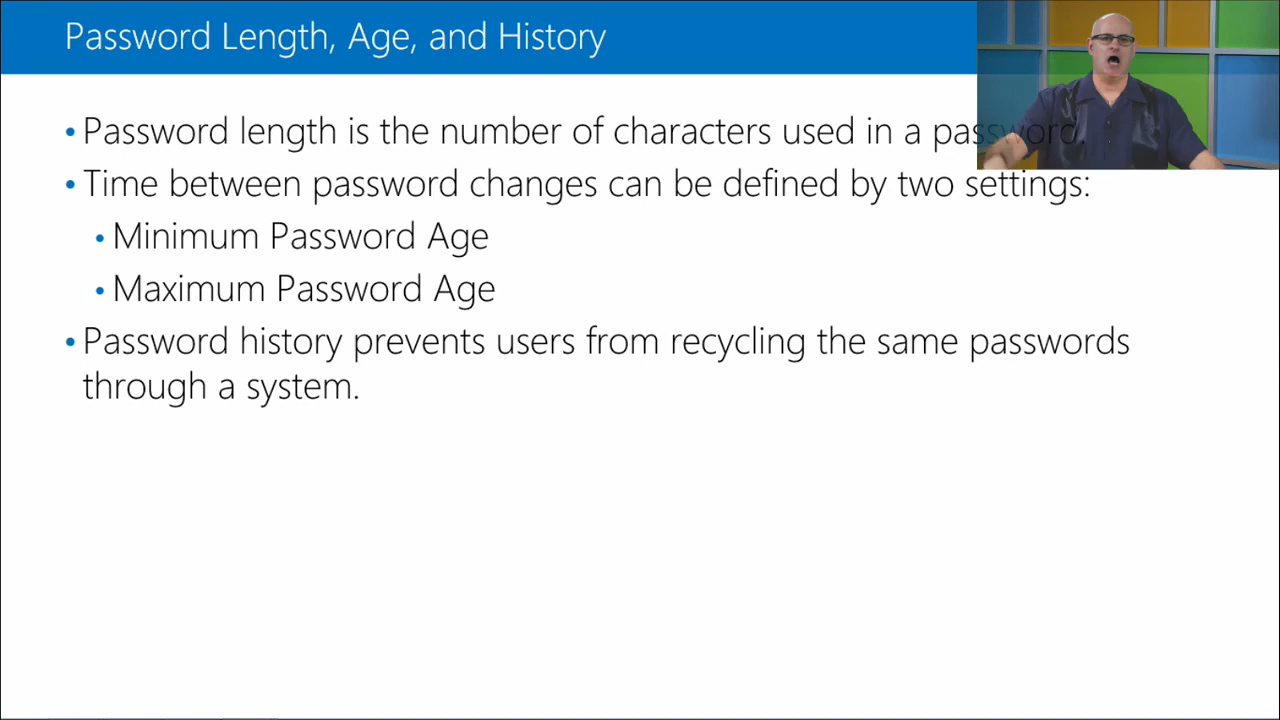 Password Length, Age, and History
• Password length is the number of characters used in a password.
• Time between password changes can be defined by two settings:
• Minimum Password Age
• Maximum Password Age
• Password history prevents users from recycling the same passwords
through a system.